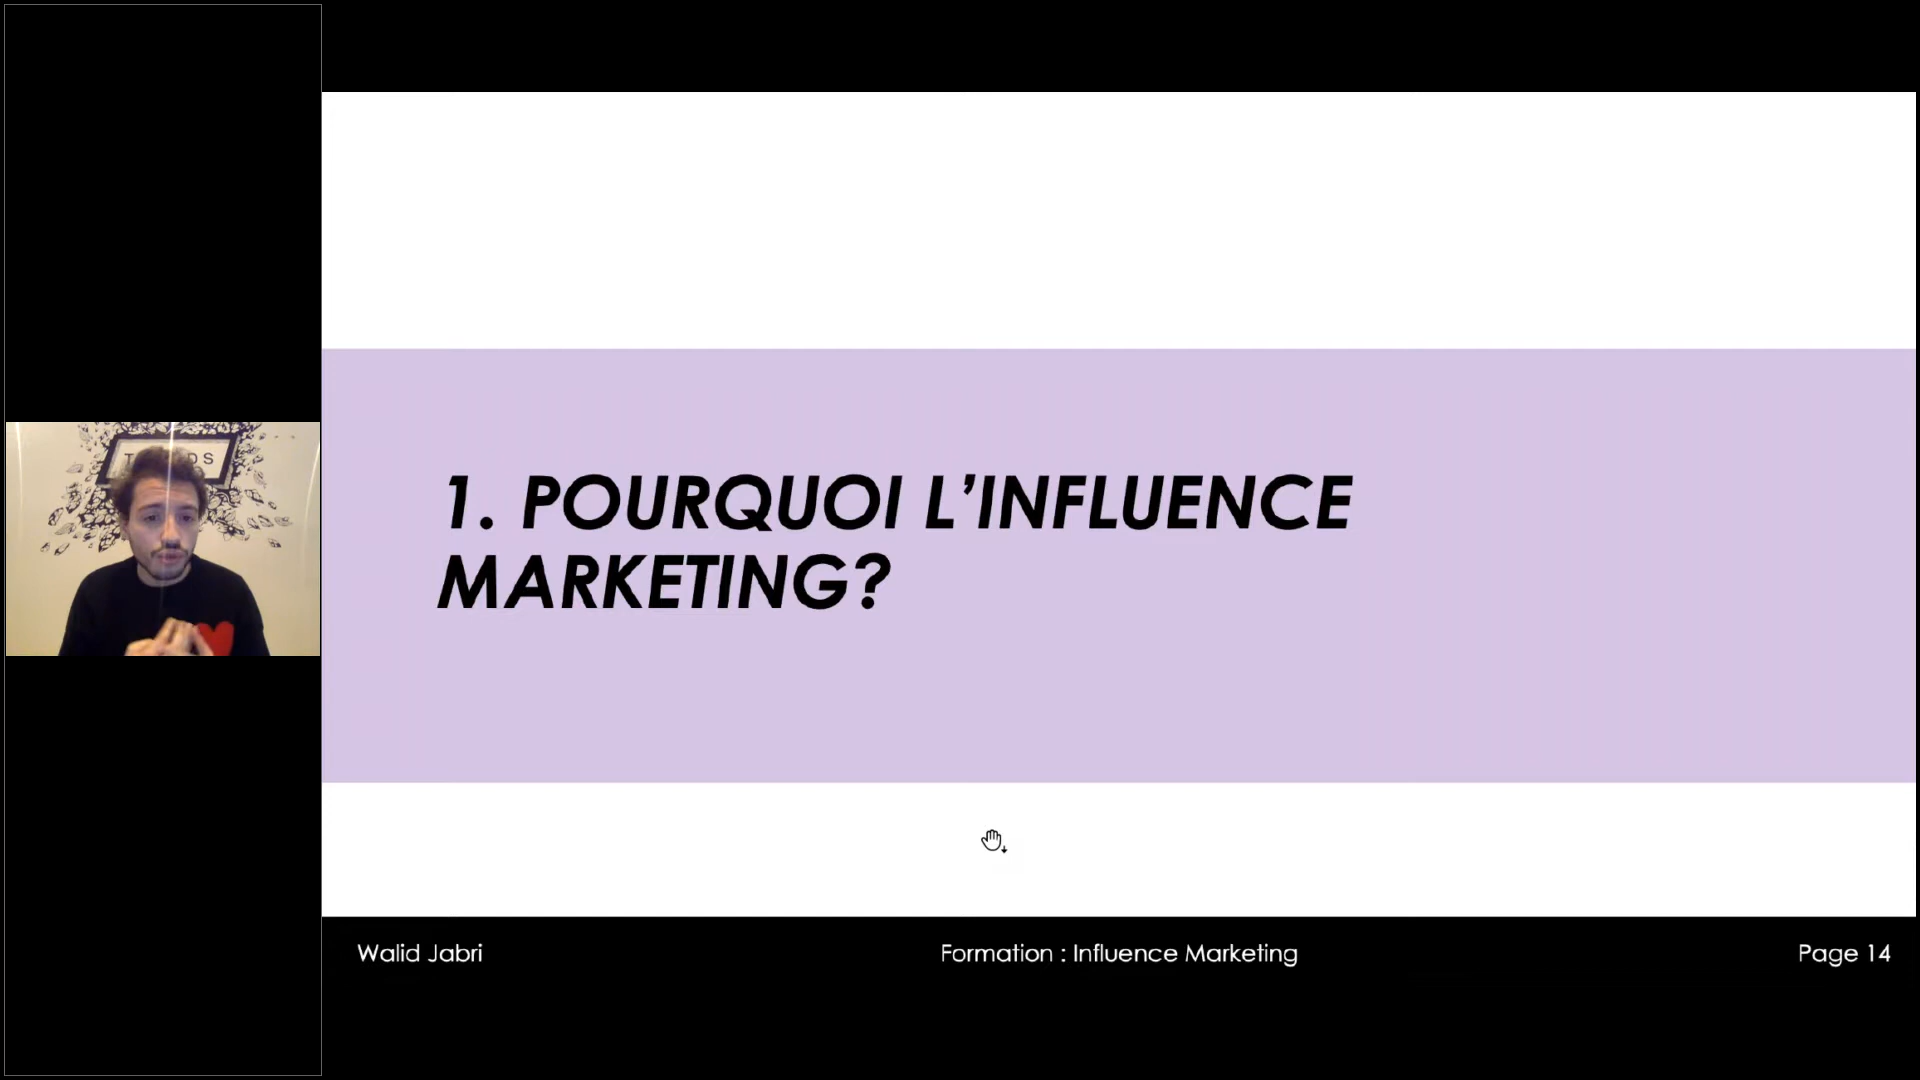 1. POURQUOI L’INFLUENCE
MARKETING?
Walid Jabri
Formation : Influence Marketing
Page 14